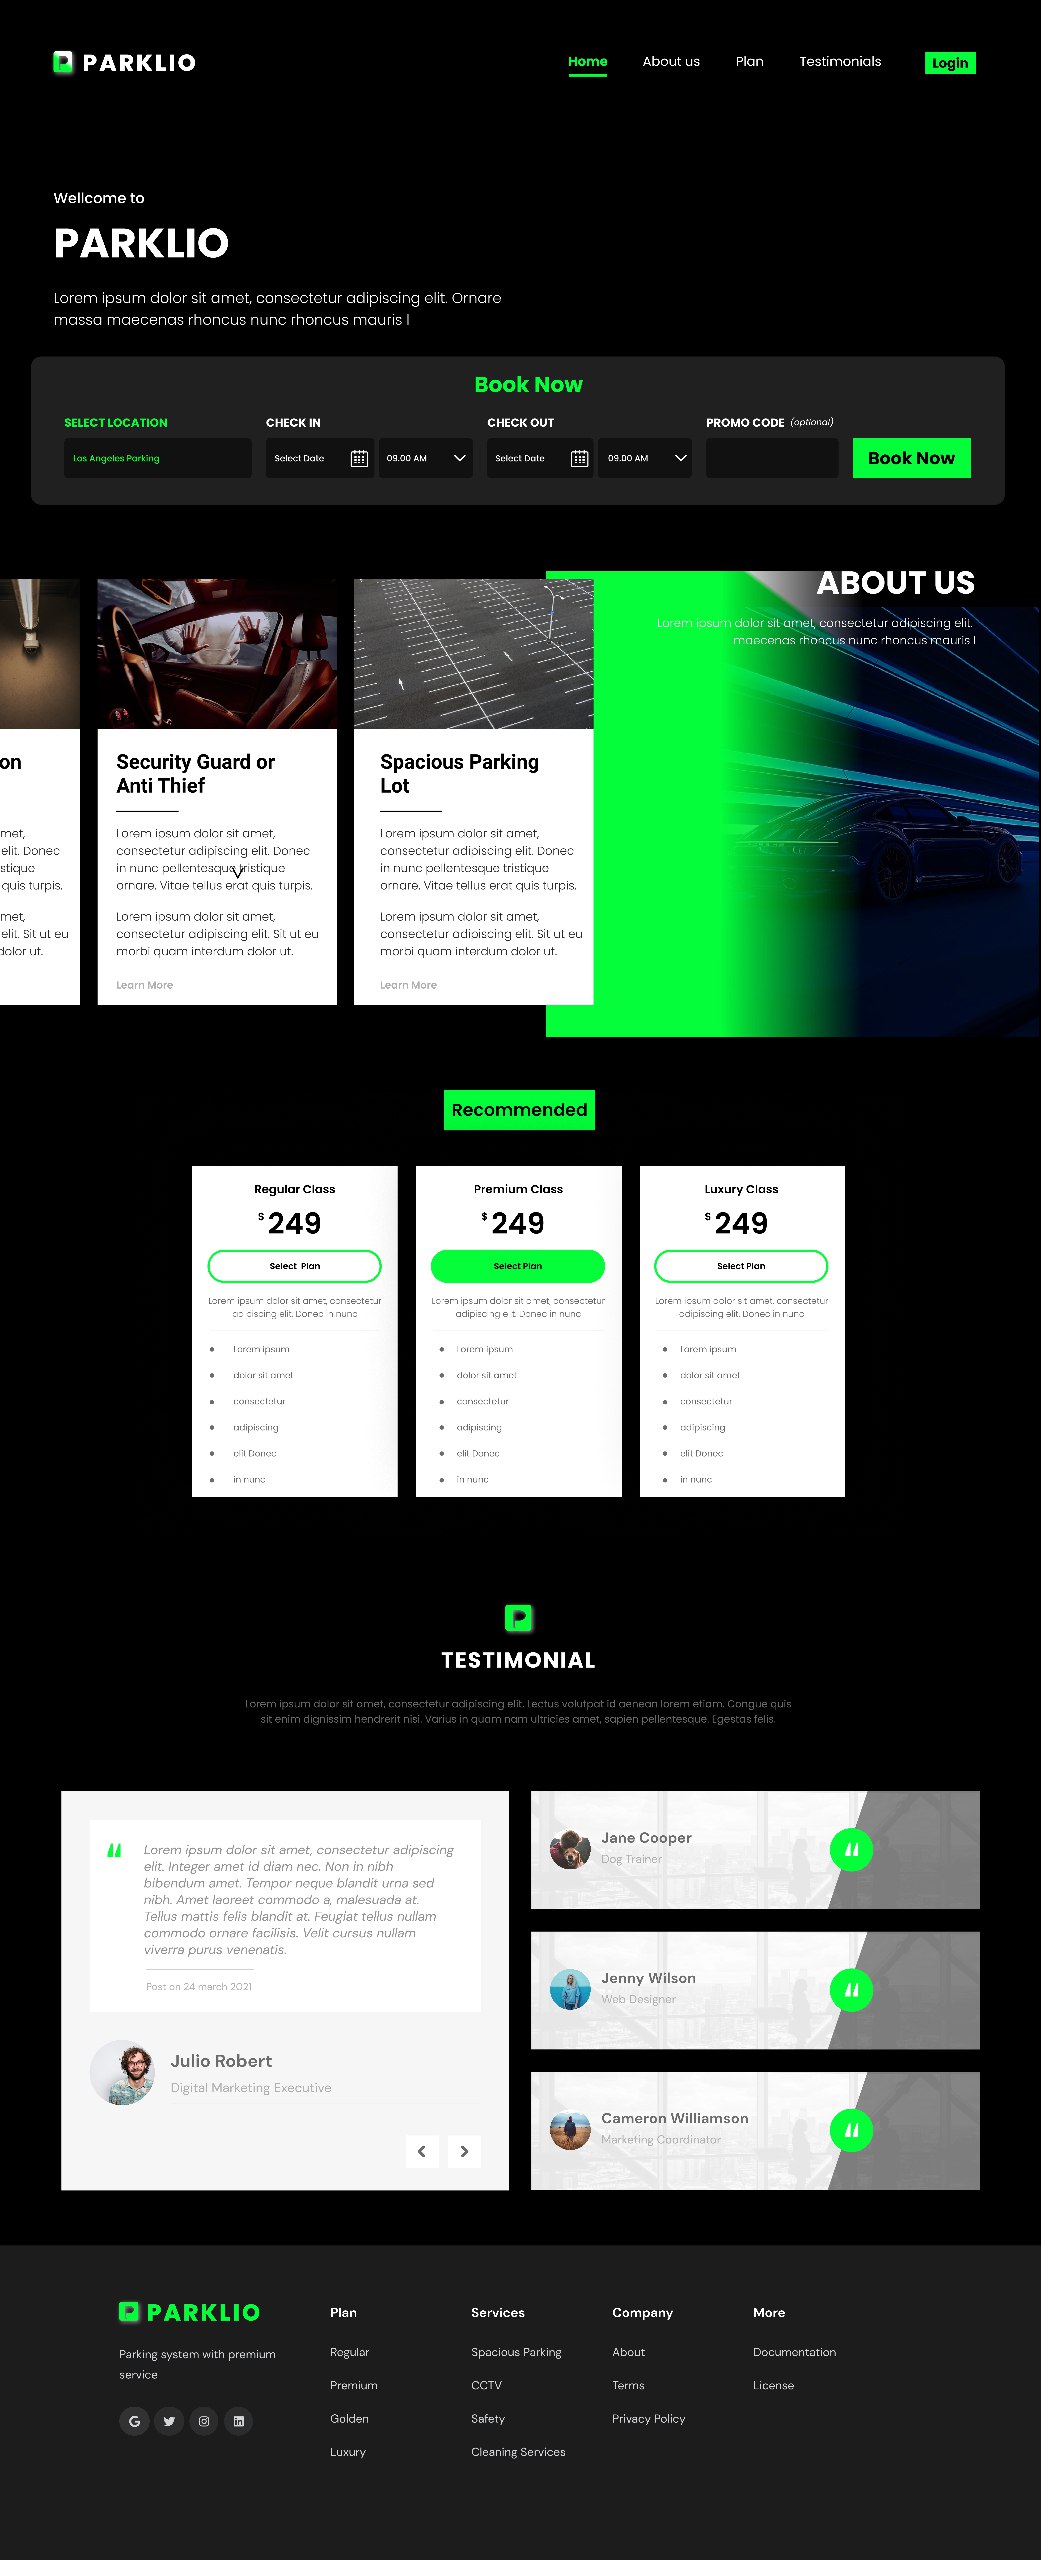 PARKLIO
Home
About us
Plan
Testimonials
Login
Wellcome to
PARKLIO
Lorem ipsum dolor sit amet, consectetur adipiscing elit. Ornare
massa maecenas rhoncus nunc rhoncus mauris l
Book Now
SELECT LOCATION
Los Angeles Parking
CHECK IN
Select Date
09.00 AM
CHECK OUT
Select Date
09.00 AM
PROMO CODE (optional)
Book Now
ABOUT US
Lorem ipsum dolor sit amet, consectetur adipiscing elit.
maecenas rhoncus nunc rhoncus mauris l
on
met,
elit. Donec
stique
quis turpis.
met,
elit. Sit ut eu
dolor ut.
Security Guard or
Anti Thief
Lorem ipsum dolor sit amet,
consectetur adipiscing elit. Donec
in nunc pellentesque tristique
ornare. Vitae tellus erat quis turpis.
Lorem ipsum dolor sit amet,
consectetur adipiscing elit. Sit ut eu
morbi quam interdum dolor ut.
Learn More
Spacious Parking
Lot
Lorem ipsum dolor sit amet,
consectetur adipiscing elit. Donec
in nunc pellentesque tristique
ornare. Vitae tellus erat quis turpis.
Lorem ipsum dolor sit amet,
consectetur adipiscing elit. Sit ut eu
morbi quam interdum dolor ut.
Learn More
Recommended
Regular Class
$ 249
Select Plan
Lorem ipsum dolor sit amet, consectetur
adipiscing elit. Donec in nunc
Lorem ipsum
dolor sit amet
consectetur
adipiscing
elit Donec
in nunc
Premium Class
$ 249
Select Plan
Lorem ipsum dolor sit amet, consectetur
adipiscing elit. Donec in nunc
Lorem ipsum
dolor sit amet
consectetur
adipiscing
elit Donec
in nunc
Luxury Class
$ 249
Select Plan
Lorem ipsum dolor sit amet, consectetur
adipiscing elit. Donec in nunc
Lorem ipsum
dolor sit amet
consectetur
adipiscing
elit Donec
in nunc
P
TESTIMONIAL
Lorem ipsum dolor sit amet, consectetur adipiscing elit. Lectus volutpat id aenean lorem etiam. Congue quis
sit enim dignissim hendrerit nisi. Varius in quam nam ultricies amet, sapien pellentesque. Egestas felis.
Lorem ipsum dolor sit amet, consectetur adipiscing
elit. Integer amet id diam nec. Non in nibh
bibendum amet. Tempor neque blandit urna sed
nibh. Amet laoreet commodo a, malesuada at.
Tellus mattis felis blandit at. Feugiat tellus nullam
commodo ornare facilisis. Velit cursus nullam
viverra purus venenatis.
Post on 24 march 2021
Julio Robert
Digital Marketing Executive
Jane Cooper
Dog Trainer
Jenny Wilson
Web Designer
Cameron Williamson
Marketing Coordinator
PARKLIO
Parking system with premium
service
Plan
Regular
Premium
Golden
Luxury
Services
Spacious Parking
CCTV
Safety
Cleaning Services
Company
About
Terms
Privacy Policy
More
Documentation
License